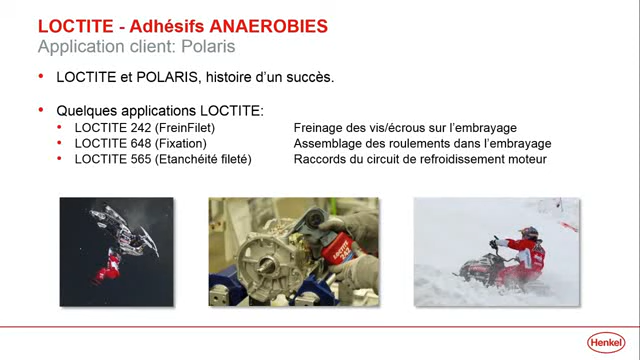 LOCTITE - Adhésifs ANAEROBIES
Application client: Polaris
• LOCTITE et POLARIS, histoire d'un succès.
• Quelques applications LOCTITE:
• LOCTITE 242 (FreinFilet) Freinage des vis/écrous sur l'embrayage
• LOCTITE 648 (Fixation) Assemblage des roulements dans l'embrayage
• LOCTITE 565 (Etanchéité fileté) Raccords du circuit de refroidissement moteur
LOCTITE
242
Henkel